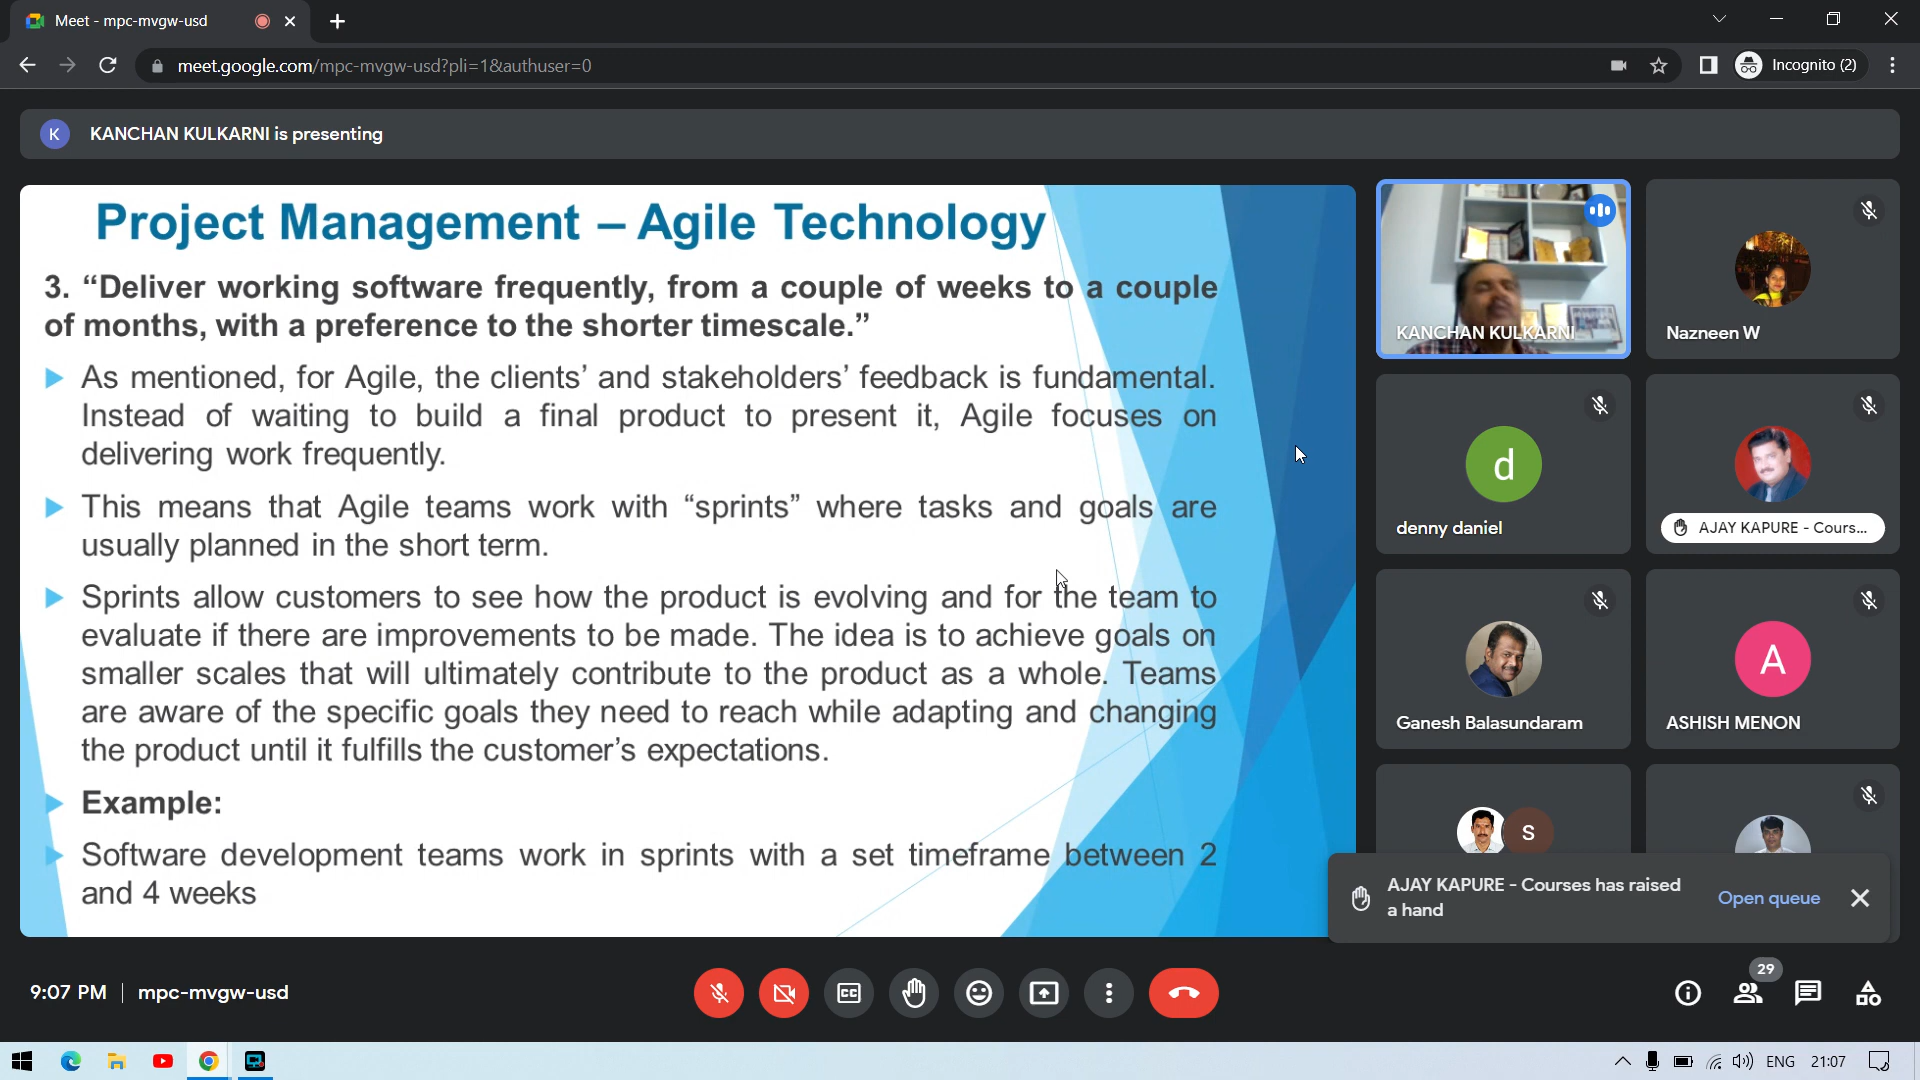 Meet - mpc-mvgw-usd
meet.google.com/mpc-mvgw-usd?pli=1&authuser=0
Incognito (2)
K
KANCHAN KULKARNI is presenting
Project Management – Agile Technology
3. “Deliver working software frequently, from a couple of weeks to a couple
of months, with a preference to the shorter timescale.”
As mentioned, for Agile, the clients’ and stakeholders’ feedback is fundamental.
Instead of waiting to build a final product to present it, Agile focuses on
delivering work frequently.
This means that Agile teams work with “sprints” where tasks and goals are
usually planned in the short term.
Sprints allow customers to see how the product is evolving and for the team to
evaluate if there are improvements to be made. The idea is to achieve goals on
smaller scales that will ultimately contribute to the product as a whole. Teams
are aware of the specific goals they need to reach while adapting and changing
the product until it fulfills the customer’s expectations.
Example:
Software development teams work in sprints with a set timeframe between 2
and 4 weeks
KANCHAN KULKARNI
Nazneen W
d
denny daniel
AJAY KAPURE - Cours...
Ganesh Balasundaram
A
ASHISH MENON
S
AJAY KAPURE - Courses has raised
a hand
Open queue
9:07 PM | mpc-mvgw-usd
CC
29
ENG
21:07